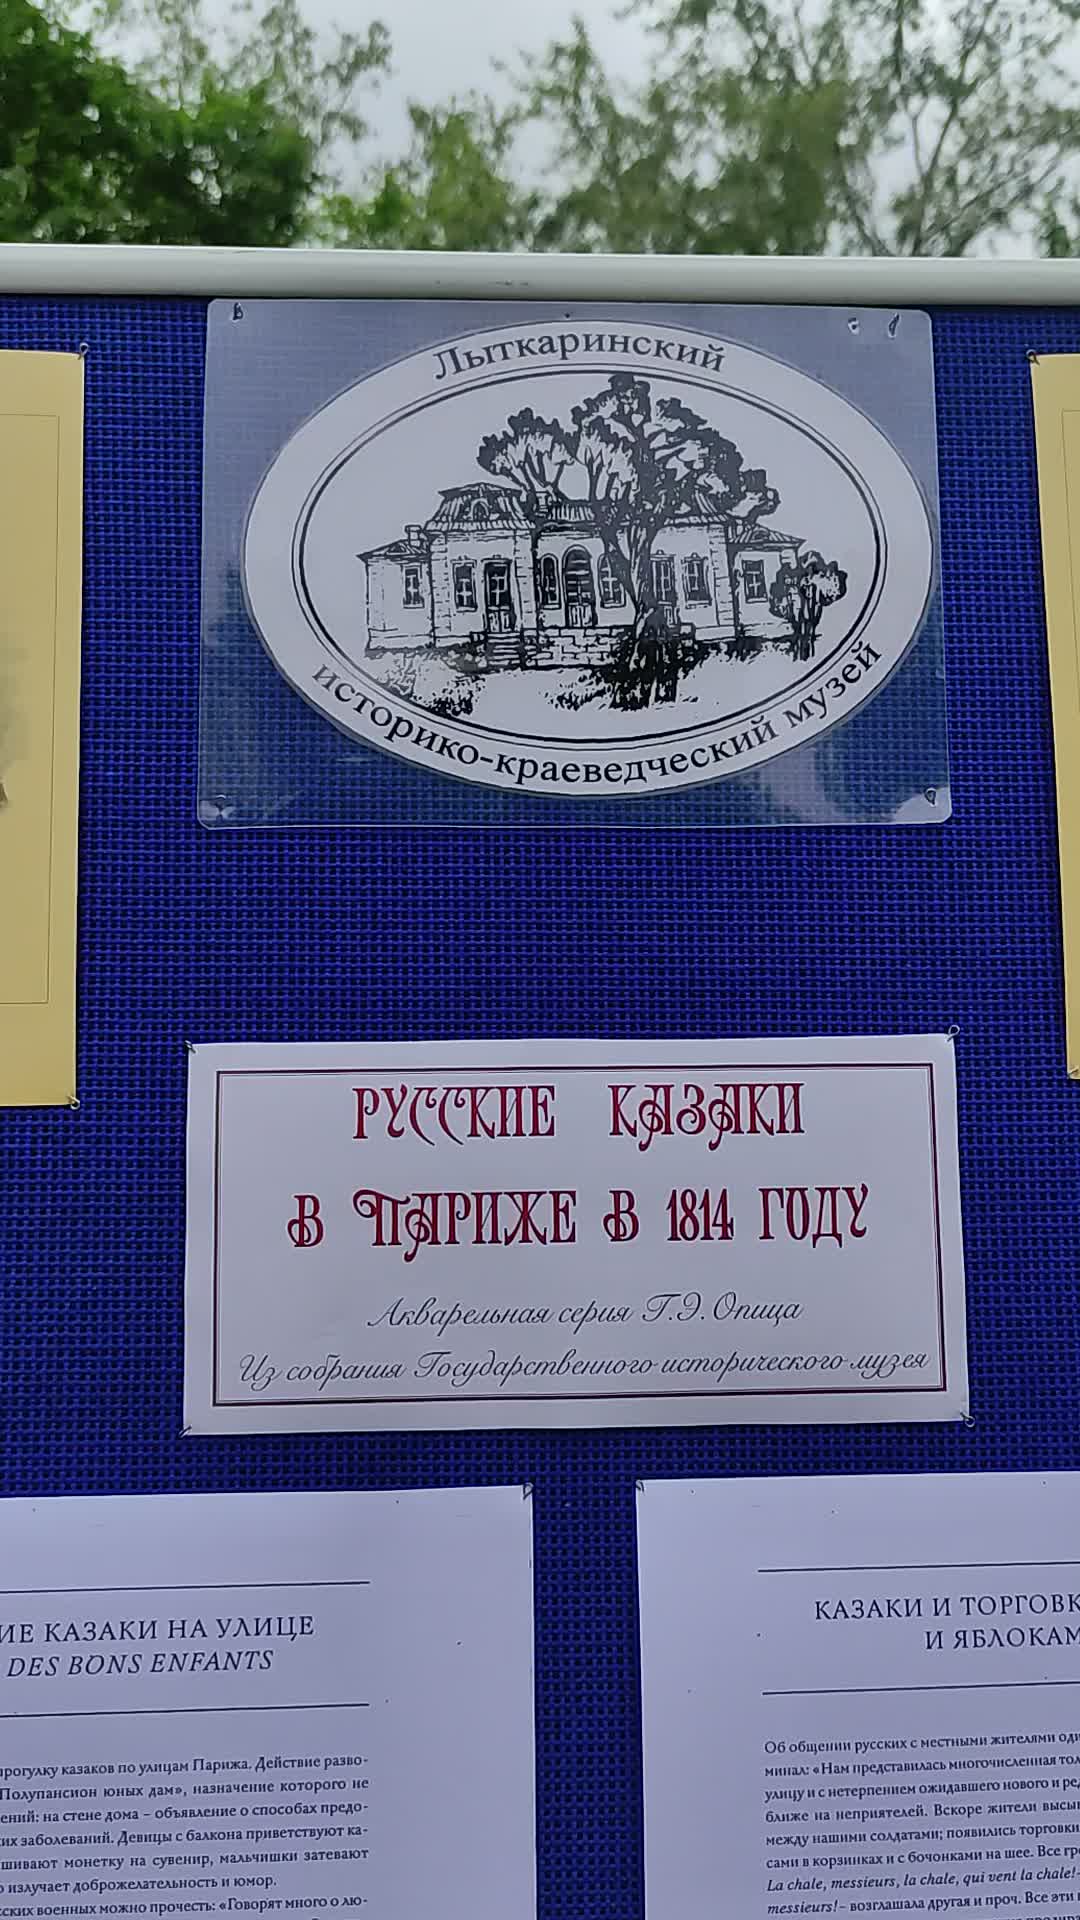 Лыткаринский
историко-краеведческий музей
РУССКИЕ КАЗАКИ
В ПАРИЖЕ В 1814 ГОДУ
Акварельная серия Г.Э. Опица
Из собрания Государственного исторического музея
КАЗАКИ НА УЛИЦЕ
DES BONS ENFANTS
прогулку казаков по улицам Парижа. Действие разво-
Полупансион юных дам», назначение которого не
ений: на стене дома – объявление о способах предо-
их заболеваний. Девицы с балкона приветствуют ка-
шивают монетку на сувенир, мальчишки затевают
о излучает доброжелательность и юмор.
ских военных можно прочесть: «Говорят много о лю-
КАЗАКИ И ТОРГОВК
И ЯБЛОКАМ
Об общении русских с местными жителями оди
минал: «Нам представилась многочисленная тол
улицу и с нетерпением ожидавшего нового и ред
ближе на неприятелей. Вскоре жители высы
между нашими солдатами; появились торговки
сами в корзинках и с бочонками на шее. Все гр
La chale, messieurs, la chale, qui vent la chale!-
messieurs!– возглашала другая и проч. Все эти